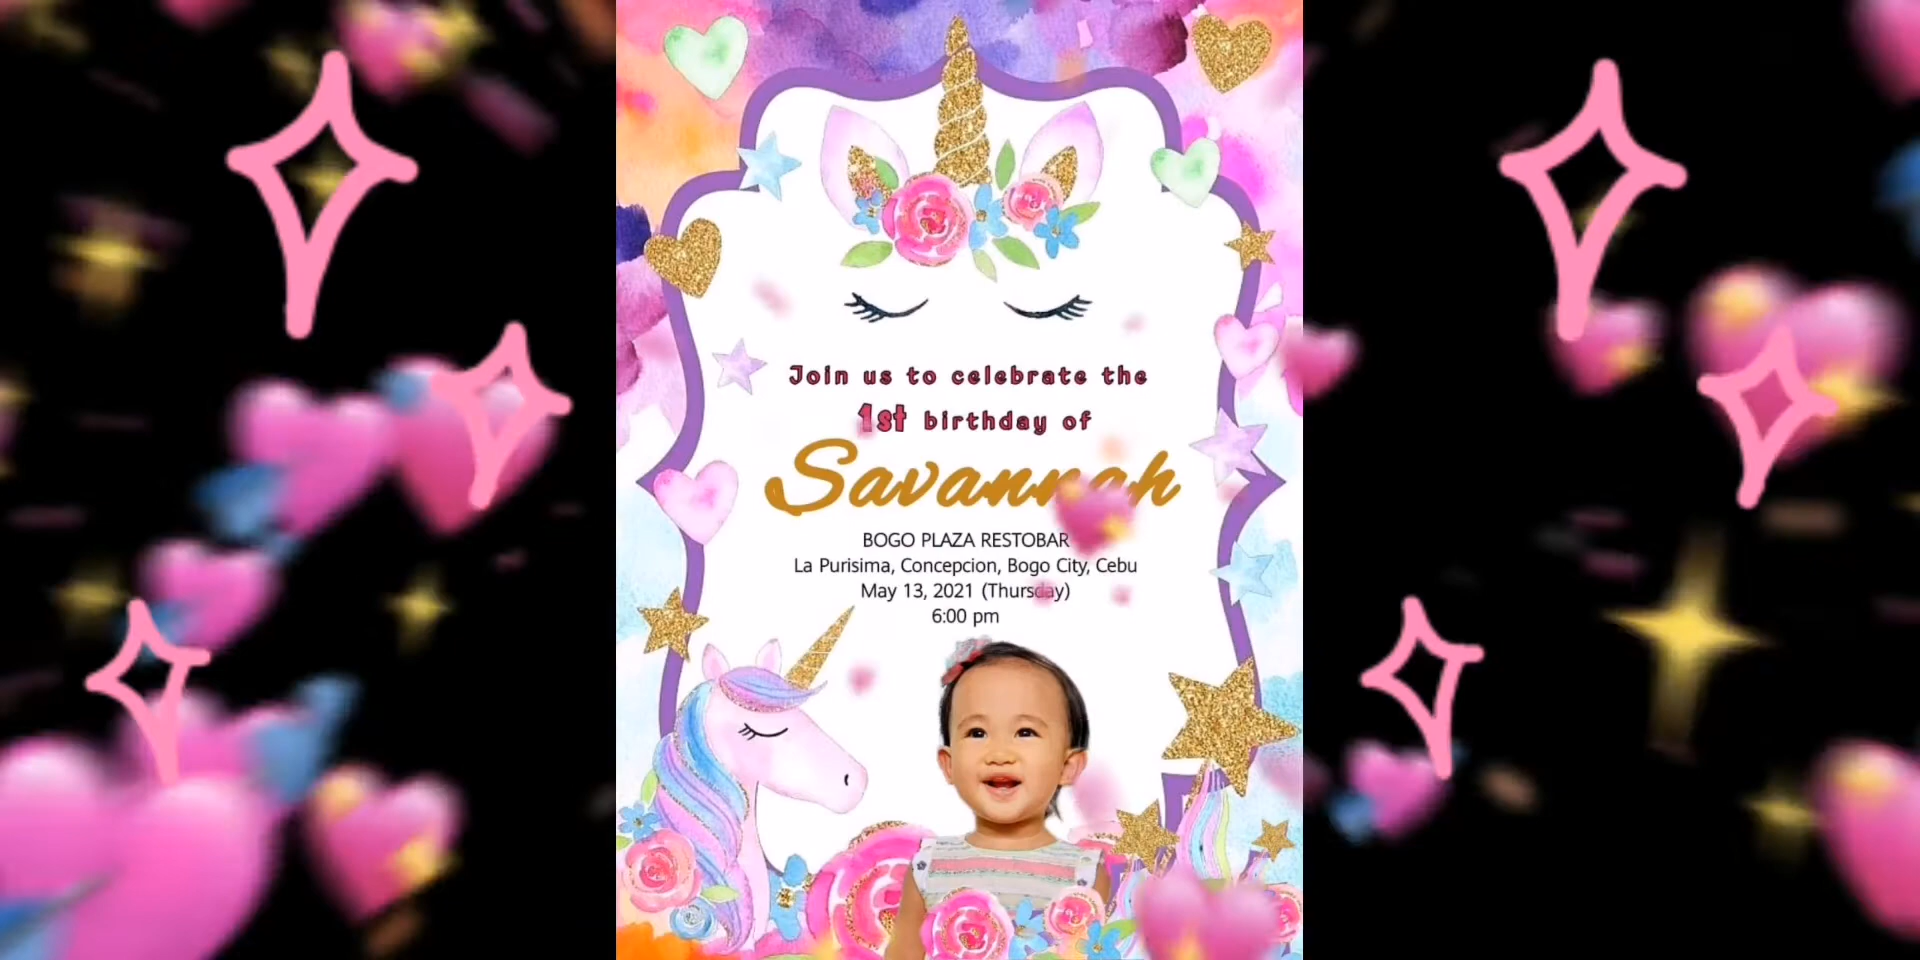 Join us to celebrate the
1st birthday of
Savannah
BOGO PLAZA RESTOBAR
La Purisima, Concepcion, Bogo City, Cebu
May 13, 2021 (Thursday)
6:00 pm